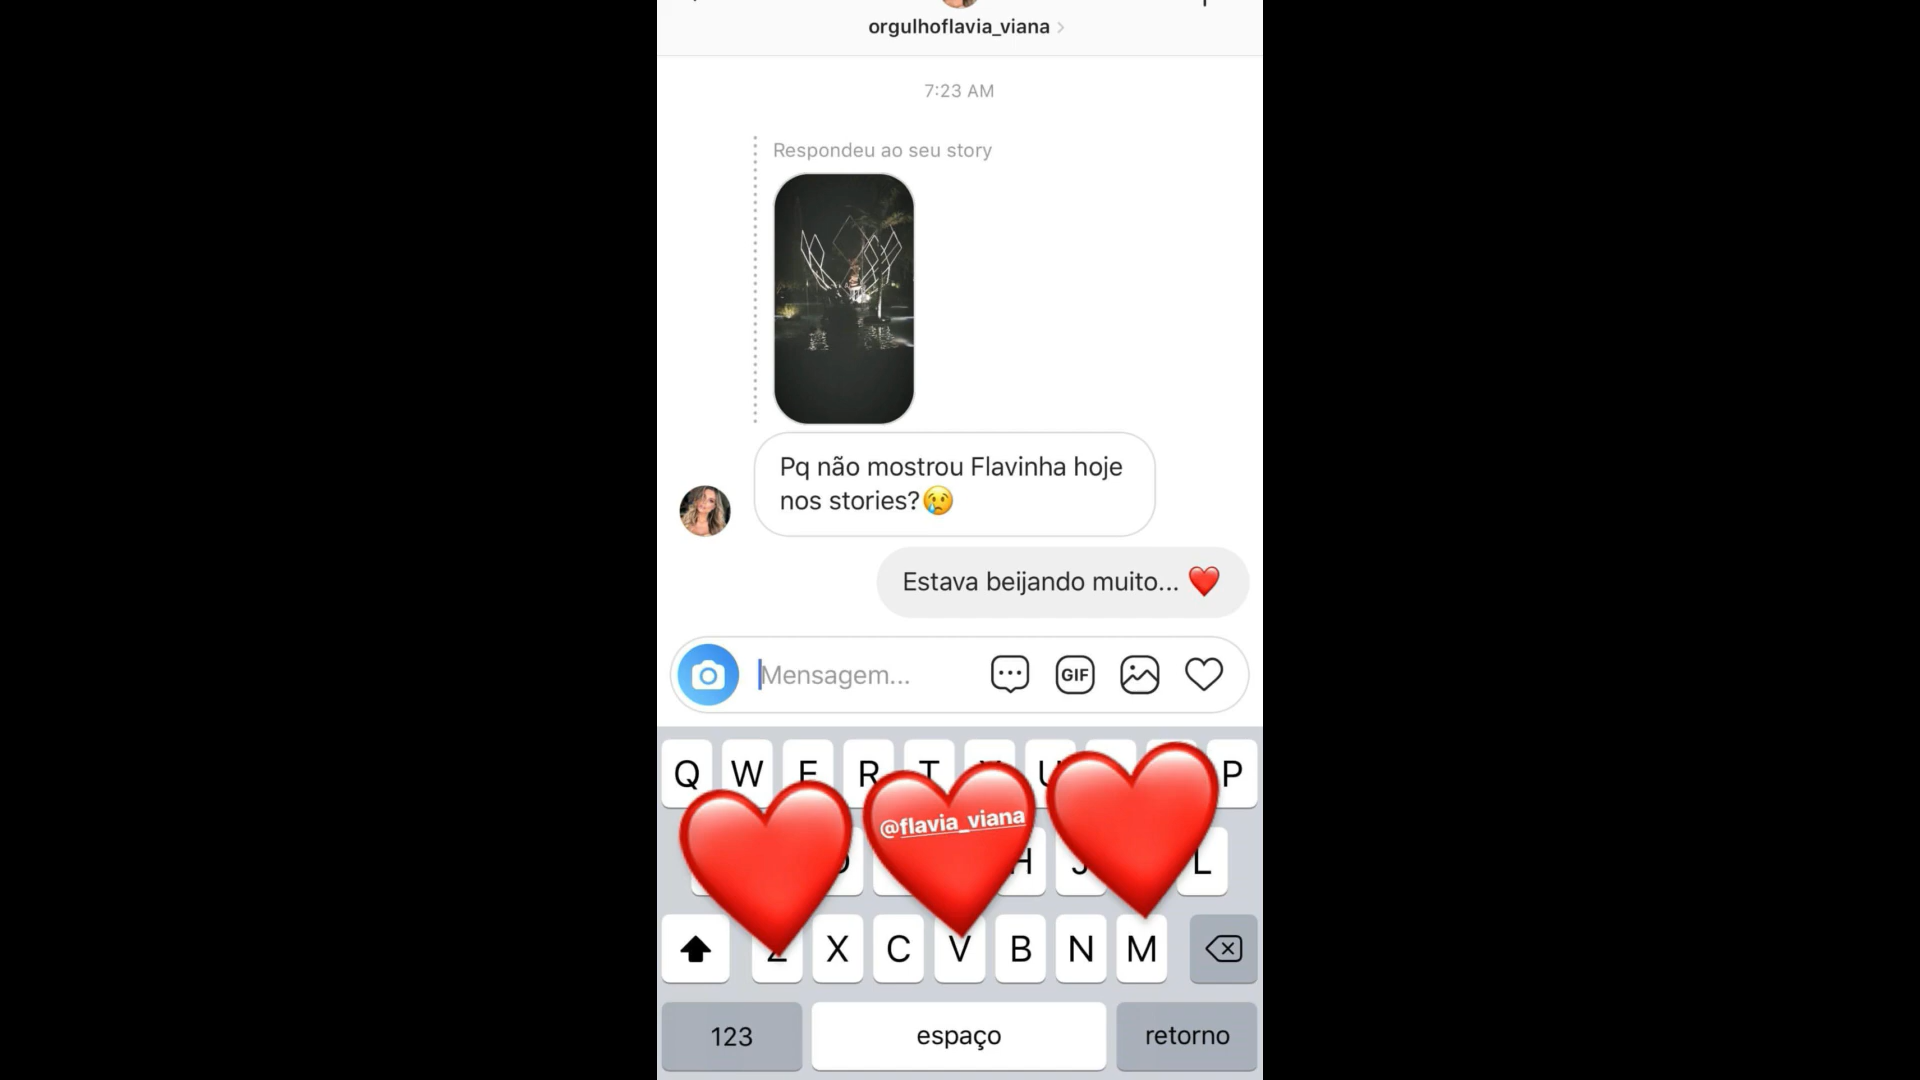 orgulhoflavia_viana
7:23 AM
Respondeu ao seu story
Pq não mostrou Flavinha hoje
nos stories?😢
Estava beijando muito... ❤️
Mensagem...
GIF
Q W E R T Y U P
@flavia_viana
D H J L
Z X C V B N M
123 espaço retorno